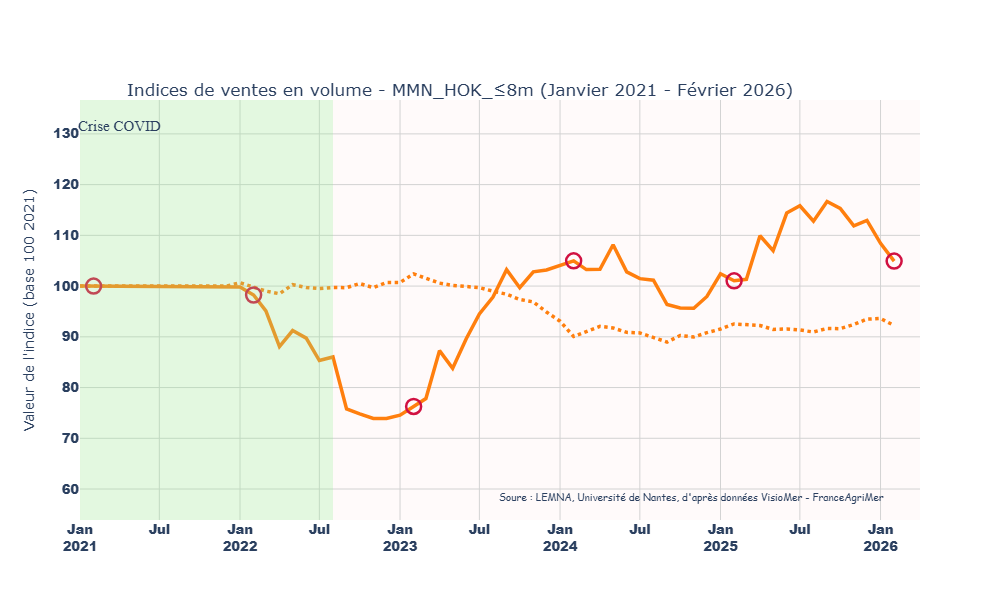 Indices de ventes en volume - MMN_HOK_≤8m (Janvier 2021 - Février 2026)
Crise COVID
130
120
110
100
90
80
70
60
Valeur de l'indice (base 100 2021)
Soure : LEMNA, Université de Nantes, d'après données VisioMer - FranceAgriMer
Jan Jul Jan Jul Jan Jul Jan Jul Jan Jul Jan
2021 2022 2023 2024 2025 2026